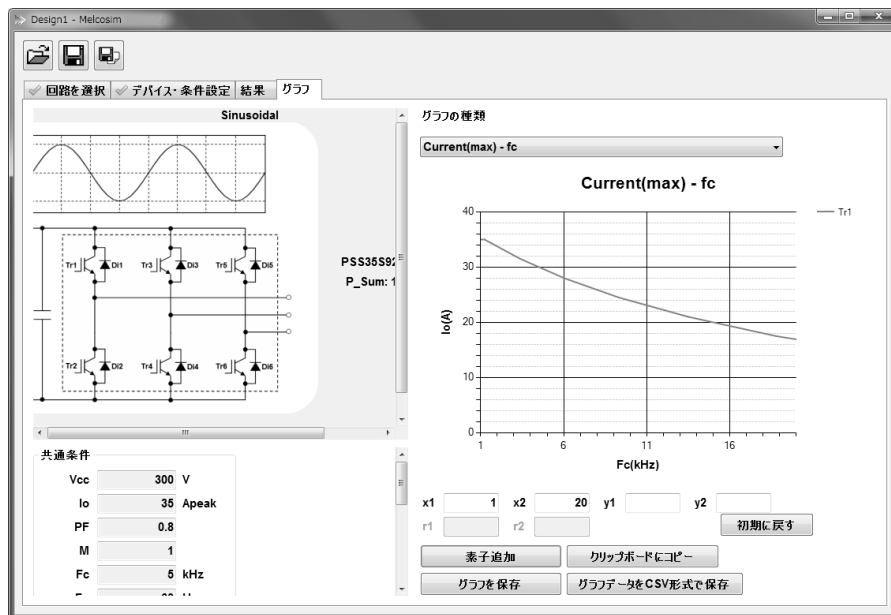 Design1 - Melcosim
回路を選択 デバイス・条件設定 結果 グラフ
Sinusoidal
Tr1 Di1 Tr3 Di3 Tr5 Di5
Tr2 Di2 Tr4 Di4 Tr6 Di6
PSS35S92
P_Sum: 1
共通条件
Vcc 300 V
Io 35 Apeak
PF 0.8
M 1
Fc 5 kHz
グラフの種類
Current(max) - fc
Current(max) - fc
Tr1
Io(A)
40
30
20
10
0
1 6 11 16
Fc(kHz)
x1 1 x2 20 y1 y2
r1 r2
初期に戻す
素子追加 クリップボードにコピー
グラフを保存 グラフデータをCSV形式で保存